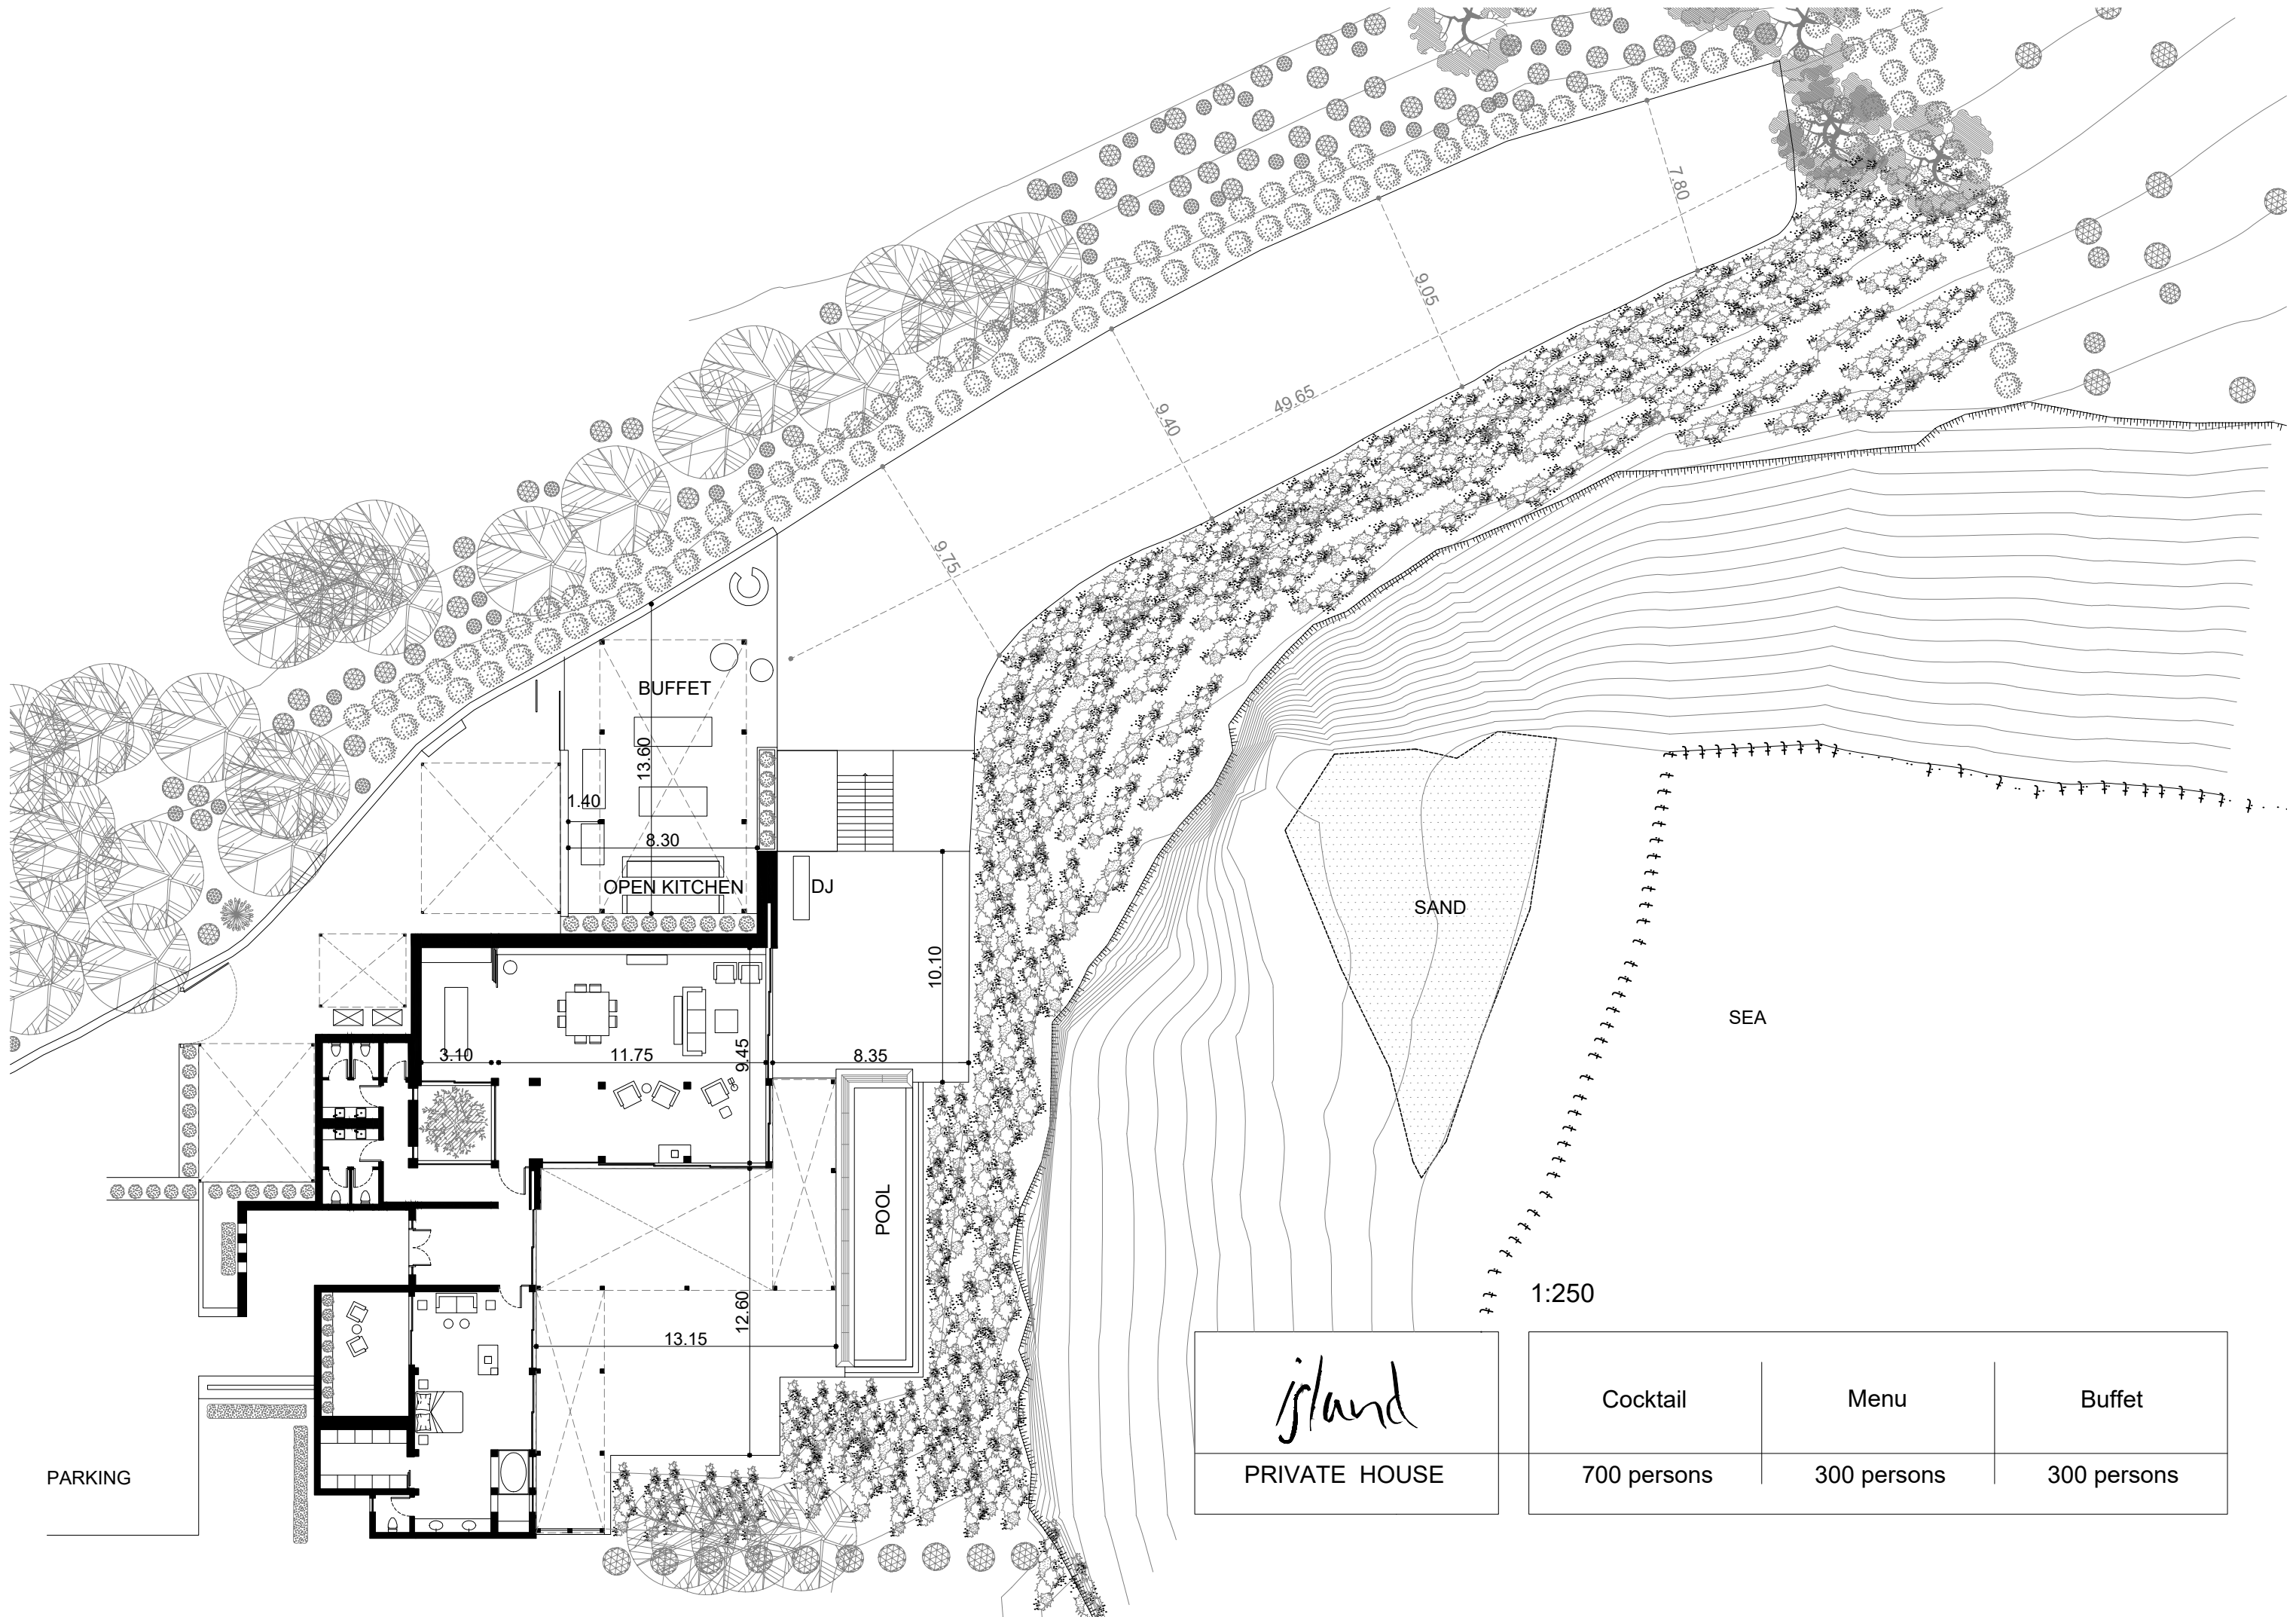 7.80
9.05
49.65
9.40
9.75
BUFFET
13.60
1.40
8.30
OPEN KITCHEN
DJ
SAND
10.10
SEA
3.10
11.75
9.45
8.35
POOL
1:250
12.60
13.15
island
Cocktail
Menu
Buffet
PARKING
PRIVATE HOUSE
700 persons
300 persons
300 persons